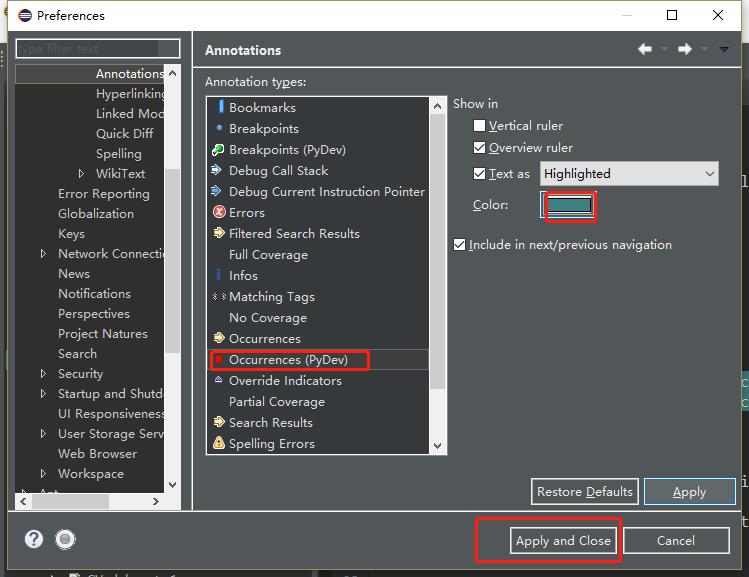 Preferences
type filter text
Annotations
Hyperlinking
Linked Mod
Quick Diff
Spelling
WikiText
Error Reporting
Globalization
Keys
Network Connectio
News
Notifications
Perspectives
Project Natures
Search
Security
Startup and Shutd
UI Responsiveness
User Storage Serv
Web Browser
Workspace
Annotations
Annotation types:
Bookmarks
Breakpoints
Breakpoints (PyDev)
Debug Call Stack
Debug Current Instruction Pointer
Errors
Filtered Search Results
Full Coverage
Infos
Matching Tags
No Coverage
Occurrences
Occurrences (PyDev)
Override Indicators
Partial Coverage
Search Results
Spelling Errors
Show in
Vertical ruler
Overview ruler
Text as
Highlighted
Color:
Include in next/previous navigation
Restore Defaults
Apply
Apply and Close
Cancel